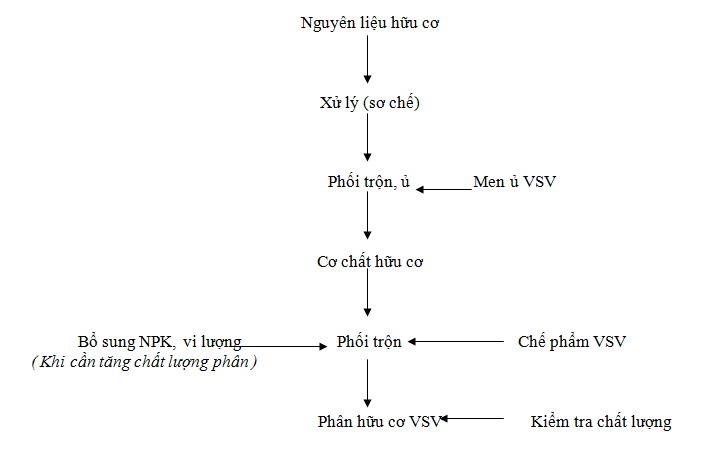 Nguyên liệu hữu cơ
Xử lý (sơ chế)
Phối trộn, ủ
Men ủ VSV
Cơ chất hữu cơ
Bổ sung NPK, vi lượng
(Khi cần tăng chất lượng phân)
Phối trộn
Chế phẩm VSV
Phân hữu cơ VSV
Kiểm tra chất lượng